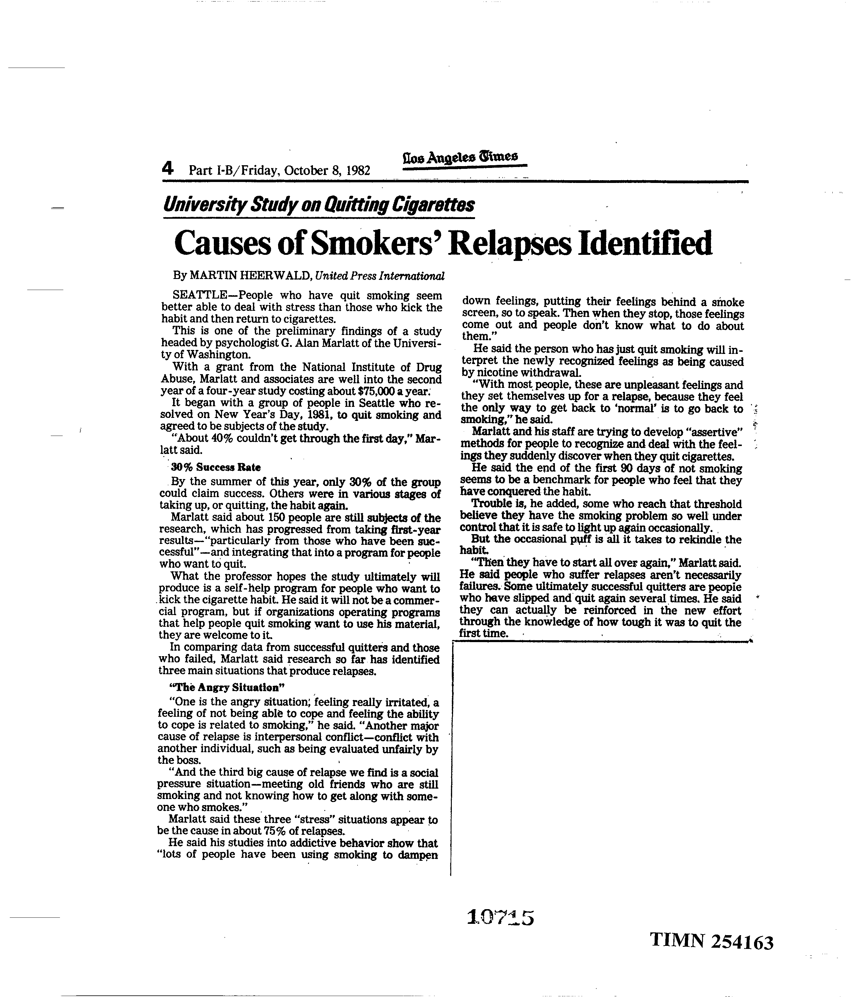 Los Angeles Times
4 Part I-B/Friday, October 8, 1982
University Study on Quitting Cigarettes
Causes of Smokers' Relapses Identified
By MARTIN HEERWALD, United Press International
SEATTLE—People who have quit smoking seem
better able to deal with stress than those who kick the
habit and then return to cigarettes.
This is one of the preliminary findings of a study
headed by psychologist G. Alan Marlatt of the Universi-
ty of Washington.
With a grant from the National Institute of Drug
Abuse, Marlatt and associates are well into the second
year of a four-year study costing about $75,000 a year.
It began with a group of people in Seattle who re-
solved on New Year's Day, 1981, to quit smoking and
agreed to be subjects of the study.
"About 40% couldn't get through the first day," Mar-
latt said.
30% Success Rate
By the summer of this year, only 30% of the group
could claim success. Others were in various stages of
taking up, or quitting, the habit again.
Marlatt said about 150 people are still subjects of the
research, which has progressed from taking first-year
results—"particularly from those who have been suc-
cessful"—and integrating that into a program for people
who want to quit.
What the professor hopes the study ultimately will
produce is a self-help program for people who want to
kick the cigarette habit. He said it will not be a commer-
cial program, but if organizations operating programs
that help people quit smoking want to use his material,
they are welcome to it.
In comparing data from successful quitters and those
who failed, Marlatt said research so far has identified
three main situations that produce relapses.
"The Angry Situation"
"One is the angry situation; feeling really irritated, a
feeling of not being able to cope and feeling the ability
to cope is related to smoking," he said. "Another major
cause of relapse is interpersonal conflict—conflict with
another individual, such as being evaluated unfairly by
the boss.
"And the third big cause of relapse we find is a social
pressure situation—meeting old friends who are still
smoking and not knowing how to get along with some-
one who smokes."
Marlatt said these three "stress" situations appear to
be the cause in about 75% of relapses.
He said his studies into addictive behavior show that
"lots of people have been using smoking to dampen
down feelings, putting their feelings behind a smoke
screen, so to speak. Then when they stop, those feelings
come out and people don't know what to do about
them."
He said the person who has just quit smoking will in-
terpret the newly recognized feelings as being caused
by nicotine withdrawal.
"With most people, these are unpleasant feelings and
they set themselves up for a relapse, because they feel
the only way to get back to 'normal' is to go back to
smoking," he said.
Marlatt and his staff are trying to develop "assertive"
methods for people to recognize and deal with the feel-
ings they suddenly discover when they quit cigarettes.
He said the end of the first 90 days of not smoking
seems to be a benchmark for people who feel that they
have conquered the habit.
Trouble is, he added, some who reach that threshold
believe they have the smoking problem so well under
control that it is safe to light up again occasionally.
But the occasional puff is all it takes to rekindle the
habit.
"Then they have to start all over again," Marlatt said.
He said people who suffer relapses aren't necessarily
failures. Some ultimately successful quitters are people
who have slipped and quit again several times. He said
they can actually be reinforced in the new effort
through the knowledge of how tough it was to quit the
first time.
10715
TIMN 254163